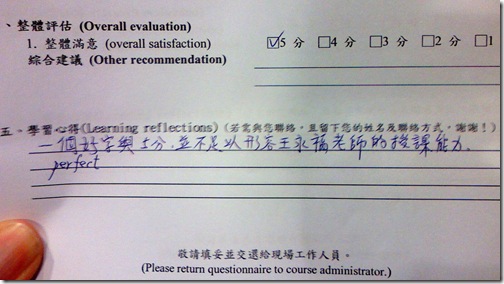 、整體評估 (Overall evaluation)
1. 整體滿意 (overall satisfaction) ☑5 分 □4 分 □3 分 □2 分 □1
綜合建議 (Other recommendation)
五、學習心得(Learning reflections) (若需與您聯絡，且留下您的姓名及聯絡方式，謝謝！)
一個好字與5分，並不足以形容王永福老師的授課能力。
perfect
敬請填妥並交還給現場工作人員。
(Please return questionnaire to course administrator.)